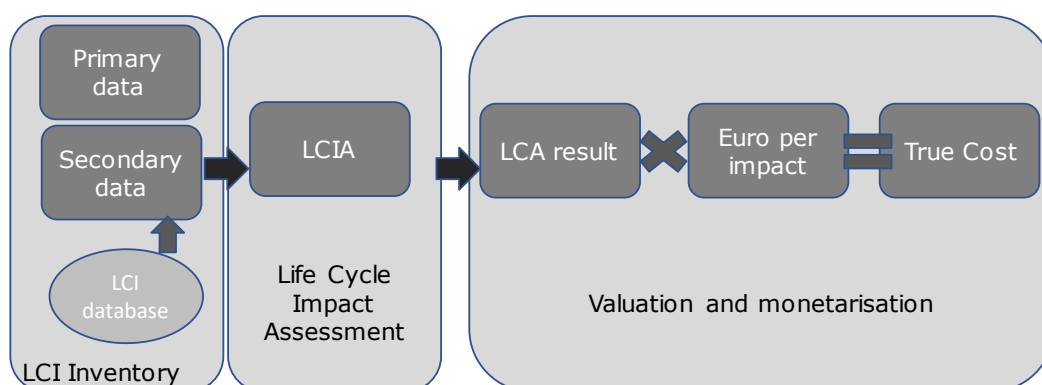 Primary
data
Secondary
data
LCI
database
LCI Inventory
LCIA
Life Cycle
Impact
Assessment
LCA result
Euro per
impact
True Cost
Valuation and monetarisation